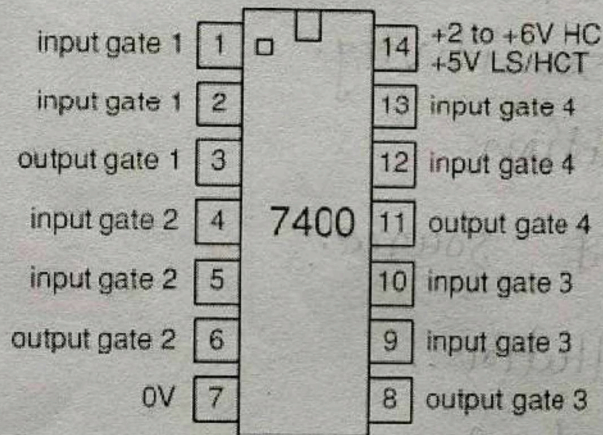 input gate 1 1
input gate 1 2
output gate 1 3
input gate 2 4
input gate 2 5
output gate 2 6
0V 7
7400
14 +2 to +6V HC
+5V LS/HCT
13 input gate 4
12 input gate 4
11 output gate 4
10 input gate 3
9 input gate 3
8 output gate 3